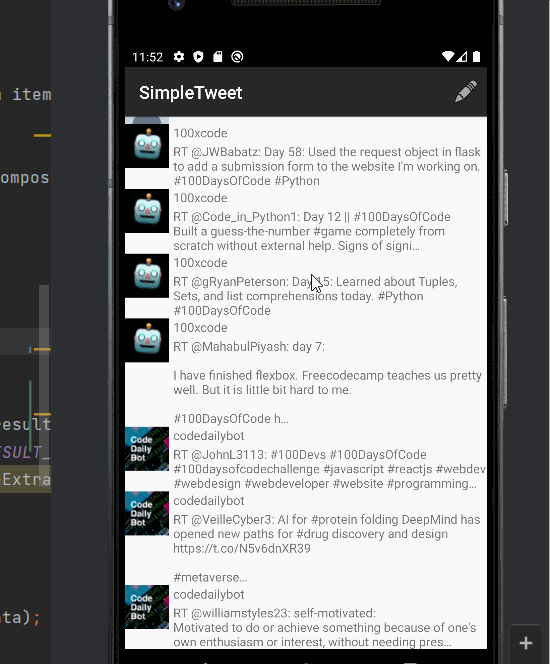 11:52
SimpleTweet
100xcode
RT @JWBabatz: Day 58: Used the request object in flask
to add a submission form to the website I'm working on.
#100DaysOfCode #Python
100xcode
RT @Code_in_Python1: Day 12 || #100DaysOfCode
Built a guess-the-number #game completely from
scratch without external help. Signs of signi…
100xcode
RT @gRyanPeterson: Day 15: Learned about Tuples,
Sets, and list comprehensions today. #Python
#100DaysOfCode
100xcode
RT @MahabulPiyash: day 7:
I have finished flexbox. Freecodecamp teaches us pretty
well. But it is little bit hard to me.
#100DaysOfCode h…
Code
Daily
Bot
codedailybot
RT @JohnL3113: #100Devs #100DaysOfCode
#100daysofcodechallenge #javascript #reactjs #webdev
#webdesign #webdeveloper #website #programming…
Code
Daily
Bot
codedailybot
RT @VeilleCyber3: AI for #protein folding DeepMind has
opened new paths for #drug discovery and design
https://t.co/N5v6dnXR39
#metaverse…
Code
Daily
Bot
codedailybot
RT @williamstyles23: self-motivated:
Motivated to do or achieve something because of one's
own enthusiasm or interest, without needing pres…
item
ompos
esult
ESULT_
eExtra
ta);